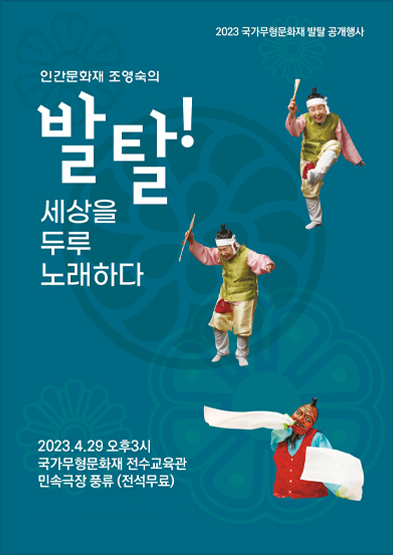 2023 국가무형문화재 발탈 공개행사
인간문화재 조영숙의
발탈!
세상을
두루
노래하다
2023.4.29 오후3시
국가무형문화재 전수교육관
민속극장 풍류 (전석무료)